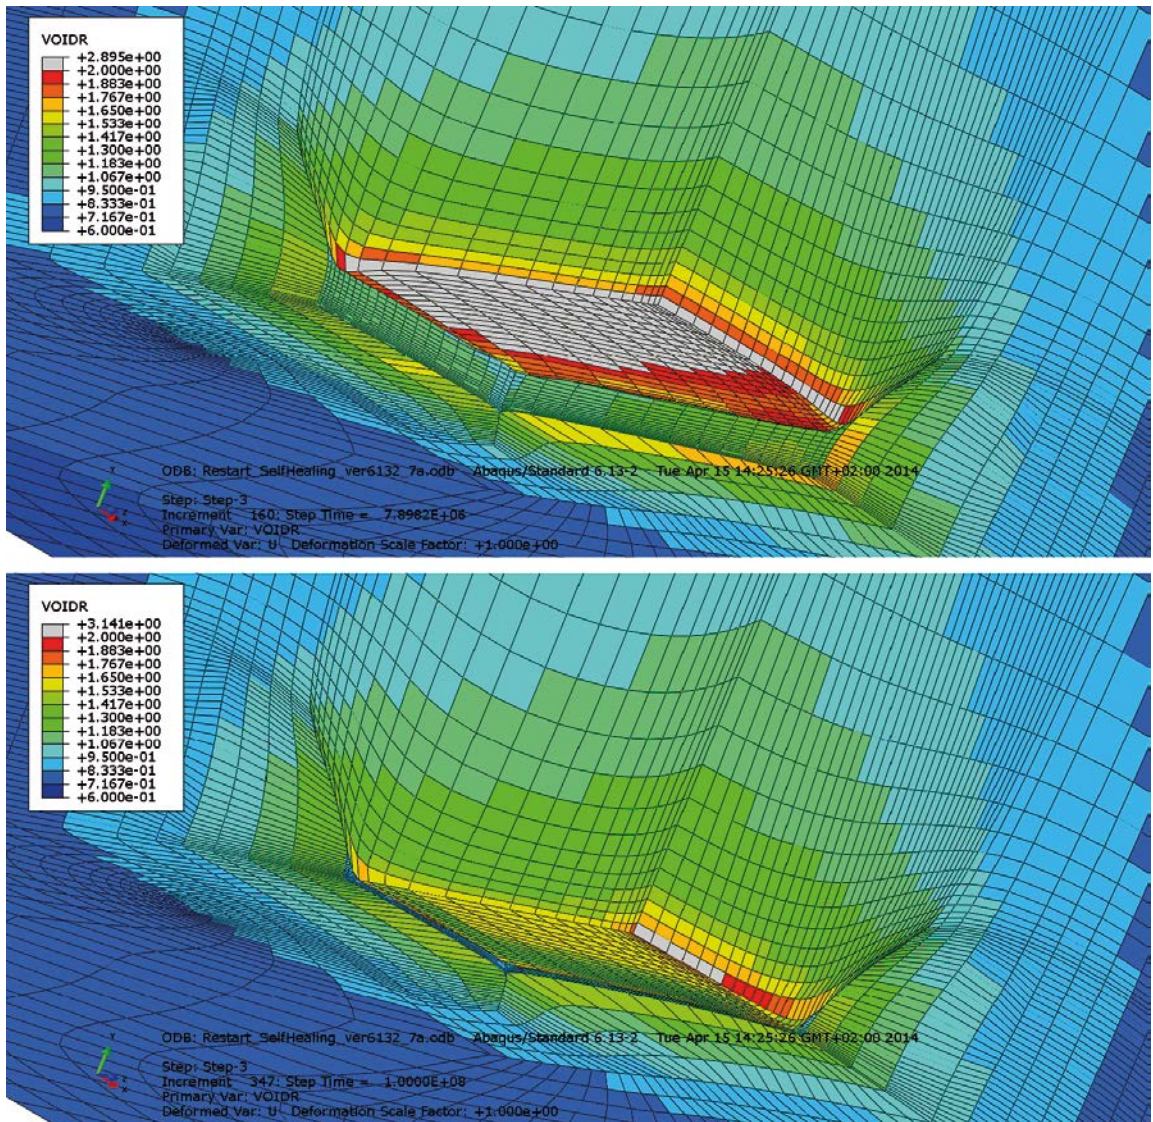 VOIDR
+2.895e+00
+2.000e+00
+1.883e+00
+1.767e+00
+1.650e+00
+1.533e+00
+1.417e+00
+1.300e+00
+1.183e+00
+1.067e+00
+9.500e-01
+8.333e-01
+7.167e-01
+6.000e-01
ODB: Restart_SelfHealing_ver6132_7a.odb Abaqus/Standard 6.13-2 Tue Apr 15 14:25:26 GMT+02:00 2014
Step: Step-3
Increment 160: Step Time = 7.8982E+06
Primary Var: VOIDR
Deformed Var: U Deformation Scale Factor: +1.000e+00
VOIDR
+3.141e+00
+2.000e+00
+1.883e+00
+1.767e+00
+1.650e+00
+1.533e+00
+1.417e+00
+1.300e+00
+1.183e+00
+1.067e+00
+9.500e-01
+8.333e-01
+7.167e-01
+6.000e-01
ODB: Restart_SelfHealing_ver6132_7a.odb Abaqus/Standard 6.13-2 Tue Apr 15 14:25:26 GMT+02:00 2014
Step: Step-3
Increment 347: Step Time = 1.0000E+08
Primary Var: VOIDR
Deformed Var: U Deformation Scale Factor: +1.000e+00